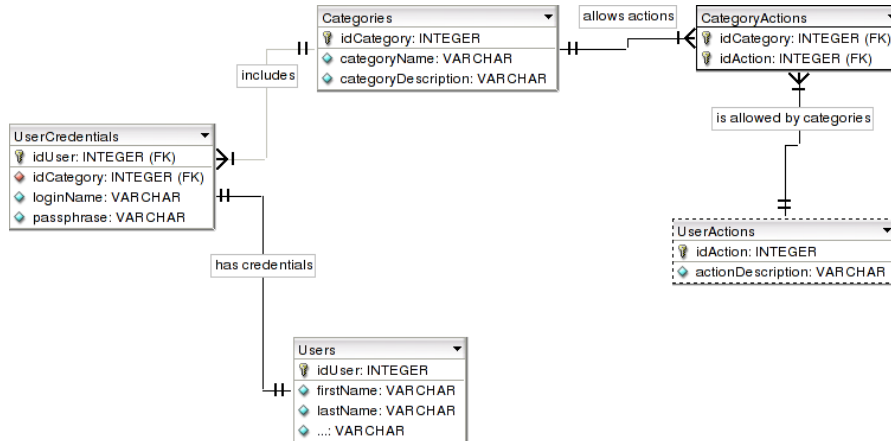 Categories
idCategory: INTEGER
categoryName: VARCHAR
categoryDescription: VARCHAR
allows actions
CategoryActions
idCategory: INTEGER (FK)
idAction: INTEGER (FK)
includes
is allowed by categories
UserCredentials
idUser: INTEGER (FK)
idCategory: INTEGER (FK)
loginName: VARCHAR
passphrase: VARCHAR
UserActions
idAction: INTEGER
actionDescription: VARCHAR
has credentials
Users
idUser: INTEGER
firstName: VARCHAR
lastName: VARCHAR
...: VARCHAR